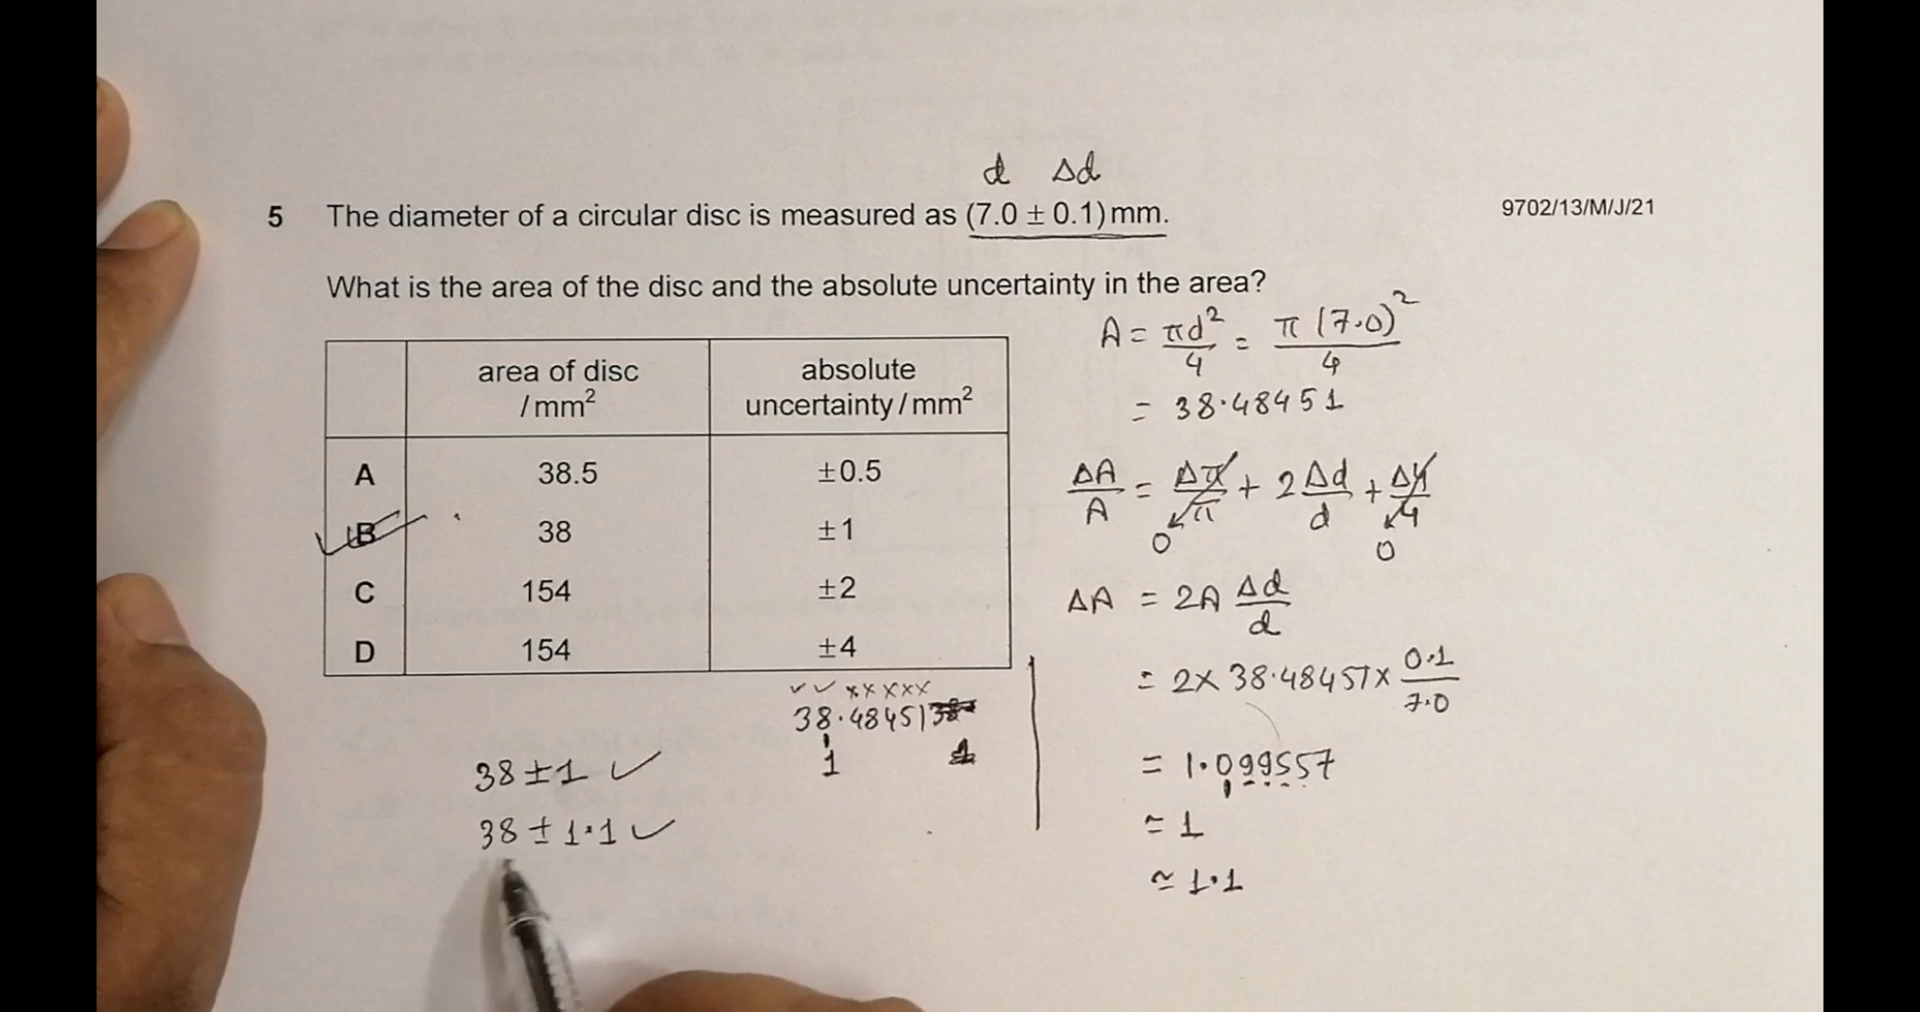 d Δd
5 The diameter of a circular disc is measured as (7.0 ± 0.1) mm.
9702/13/M/J/21
What is the area of the disc and the absolute uncertainty in the area?
area of disc /mm²
absolute uncertainty / mm²
A 38.5 ±0.5
B 38 ±1
C 154 ±2
D 154 ±4
A = πd²/4 = π(7.0)²/4
= 38.48451
ΔA/A = Δπ/π + 2Δd/d + Δ4/4
0 0
ΔA = 2A Δd/d
= 2 × 38.48451 × 0.1/7.0
= 1.099557
≃ 1
≃ 1.1
✓✓ xxxxx
38.48451
1
38 ± 1 ✓
38 ± 1.1 ✓